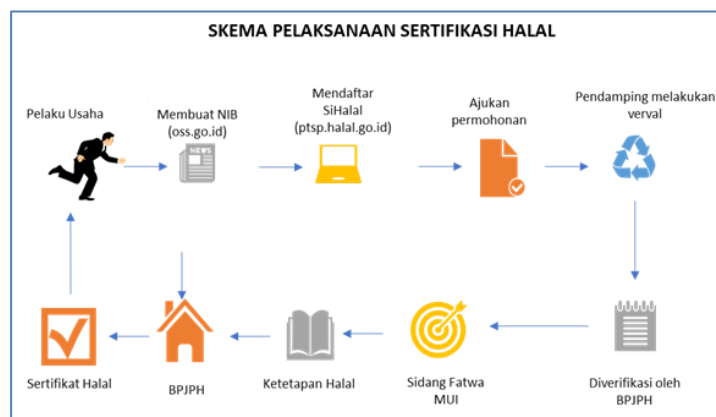 SKEMA PELAKSANAAN SERTIFIKASI HALAL
Pelaku Usaha
Membuat NIB
(oss.go.id)
Mendaftar
SiHalal
(ptsp.halal.go.id)
Ajukan
permohonan
Pendamping melakukan
verval
NEWS
Sertifikat Halal
BPJPH
Ketetapan Halal
Sidang Fatwa
MUI
Diverifikasi oleh
BPJPH